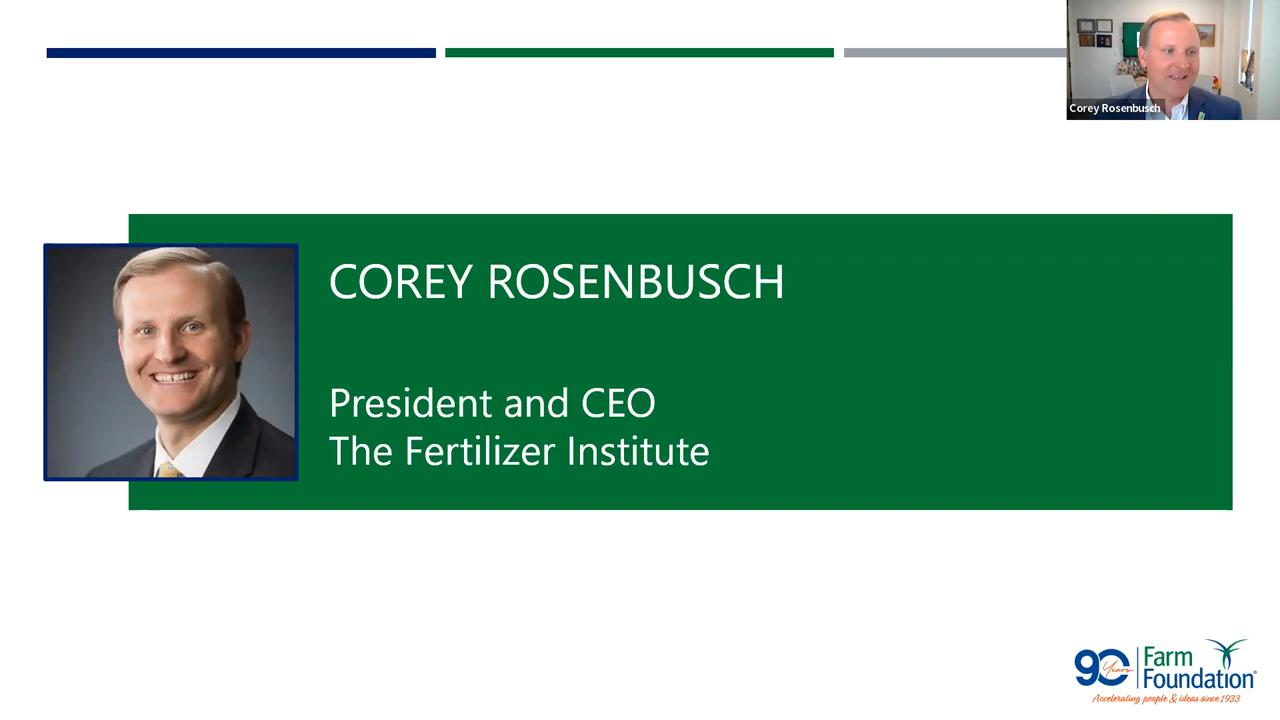 Corey Rosenbusch
COREY ROSENBUSCH
President and CEO
The Fertilizer Institute
90 Years
Farm
Foundation®
Accelerating people & ideas since 1933